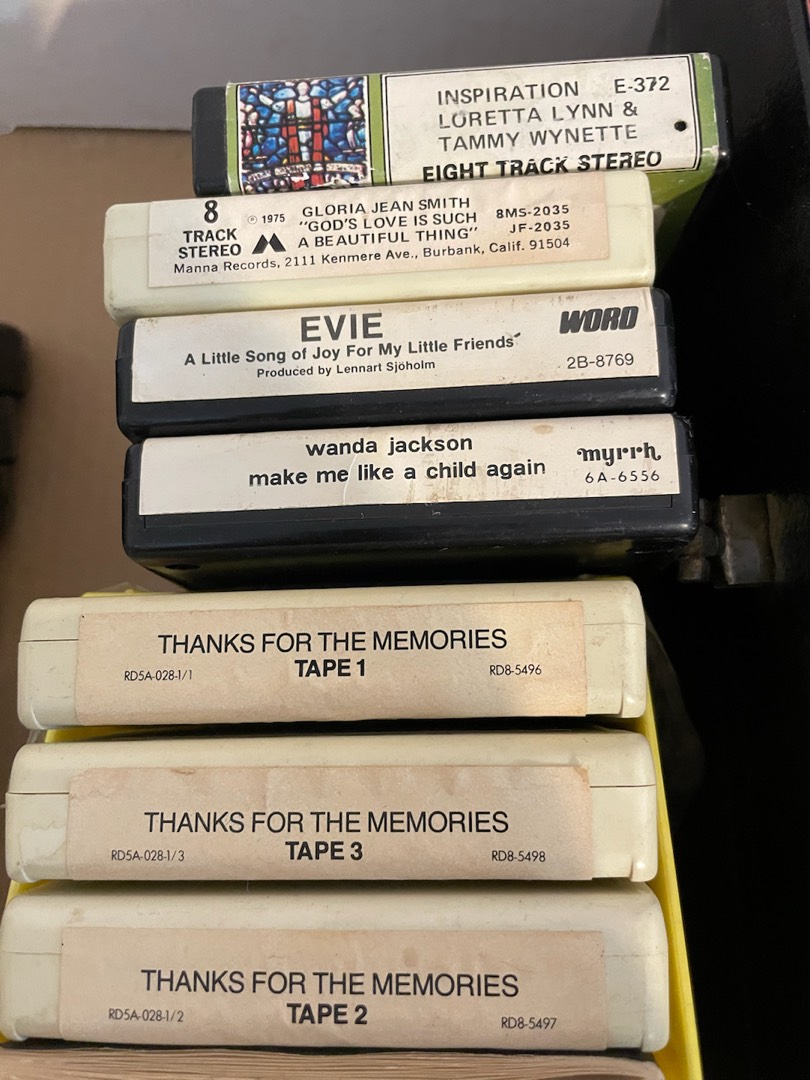 INSPIRATION E-372
LORETTA LYNN &
TAMMY WYNETTE
EIGHT TRACK STEREO
8
TRACK
STEREO
℗ 1975
GLORIA JEAN SMITH
"GOD'S LOVE IS SUCH
A BEAUTIFUL THING"
8MS-2035
JF-2035
Manna Records, 2111 Kenmere Ave., Burbank, Calif. 91504
EVIE
A Little Song of Joy For My Little Friends
Produced by Lennart Sjöholm
WORD
2B-8769
wanda jackson
make me like a child again
myrrh
6A-6556
THANKS FOR THE MEMORIES
TAPE 1
RD5A-028-1/1
RD8-5496
THANKS FOR THE MEMORIES
TAPE 3
RD5A-028-1/3
RD8-5498
THANKS FOR THE MEMORIES
TAPE 2
RD5A-028-1/2
RD8-5497